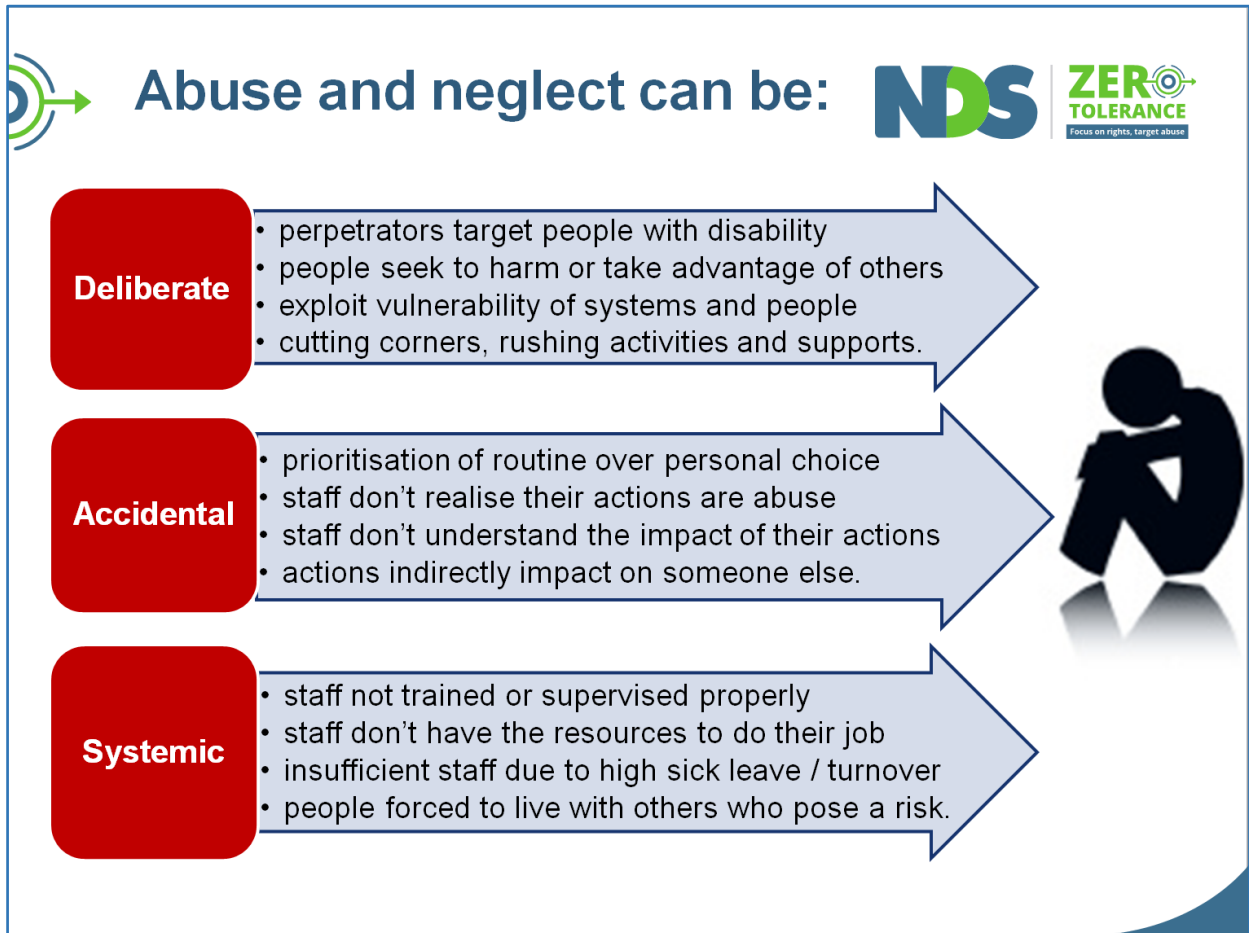 Abuse and neglect can be:
NDS
ZERO
TOLERANCE
Focus on rights, target abuse
Deliberate
• perpetrators target people with disability
• people seek to harm or take advantage of others
• exploit vulnerability of systems and people
• cutting corners, rushing activities and supports.
Accidental
• prioritisation of routine over personal choice
• staff don’t realise their actions are abuse
• staff don’t understand the impact of their actions
• actions indirectly impact on someone else.
Systemic
• staff not trained or supervised properly
• staff don’t have the resources to do their job
• insufficient staff due to high sick leave / turnover
• people forced to live with others who pose a risk.